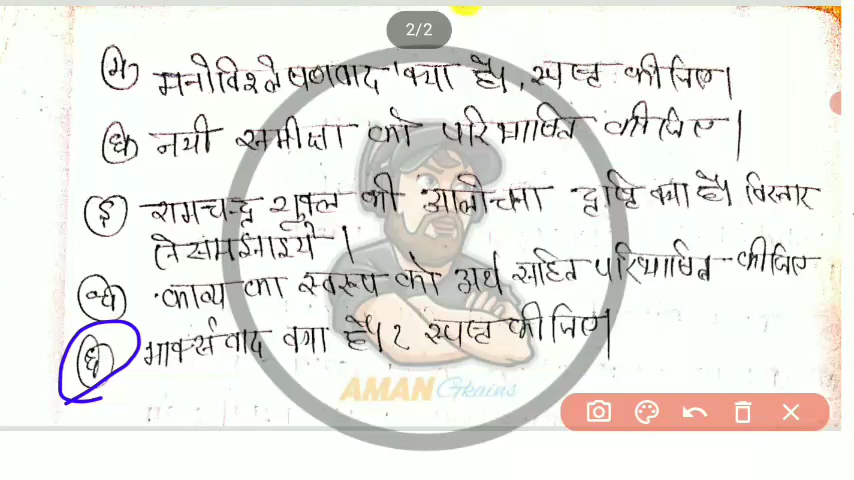 2/2
ग मनोविश्लेषणवाद क्या है, स्पष्ट कीजिए।
घ नयी समीक्षा को परिभाषित कीजिए।
ङ रामचन्द्र शुक्ल की आलोचना दृष्टि क्या है। विस्तार
से समझाइये।
च काव्य का स्वरूप को अर्थ सहित परिभाषित कीजिए
छ मार्क्सवाद क्या है? स्पष्ट कीजिए।
AMAN Gkains